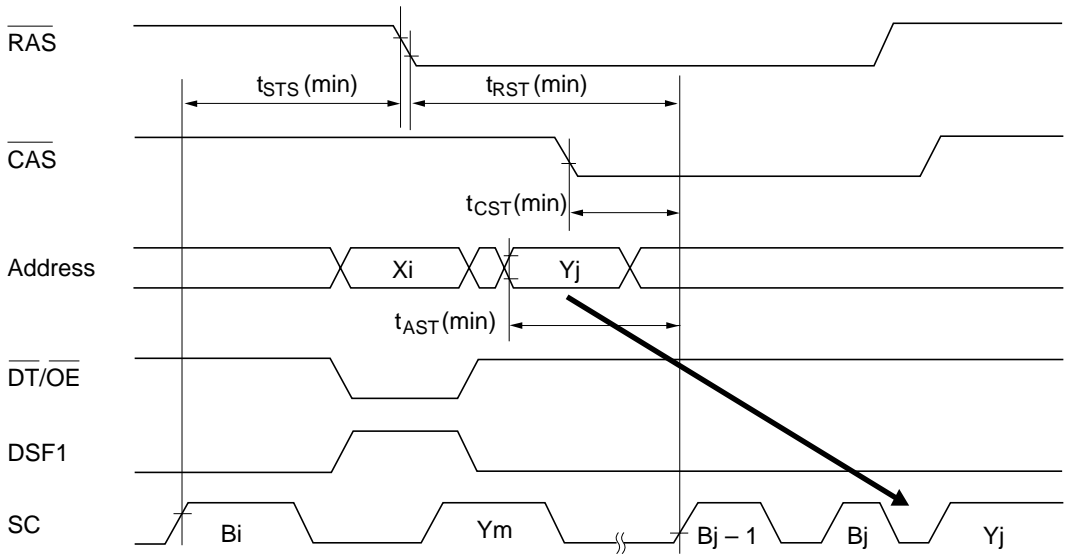 RAS
tSTS (min) tRST (min)
CAS
tCST (min)
Address Xi Yj
tAST (min)
DT/OE
DSF1
SC Bi Ym Bj – 1 Bj Yj